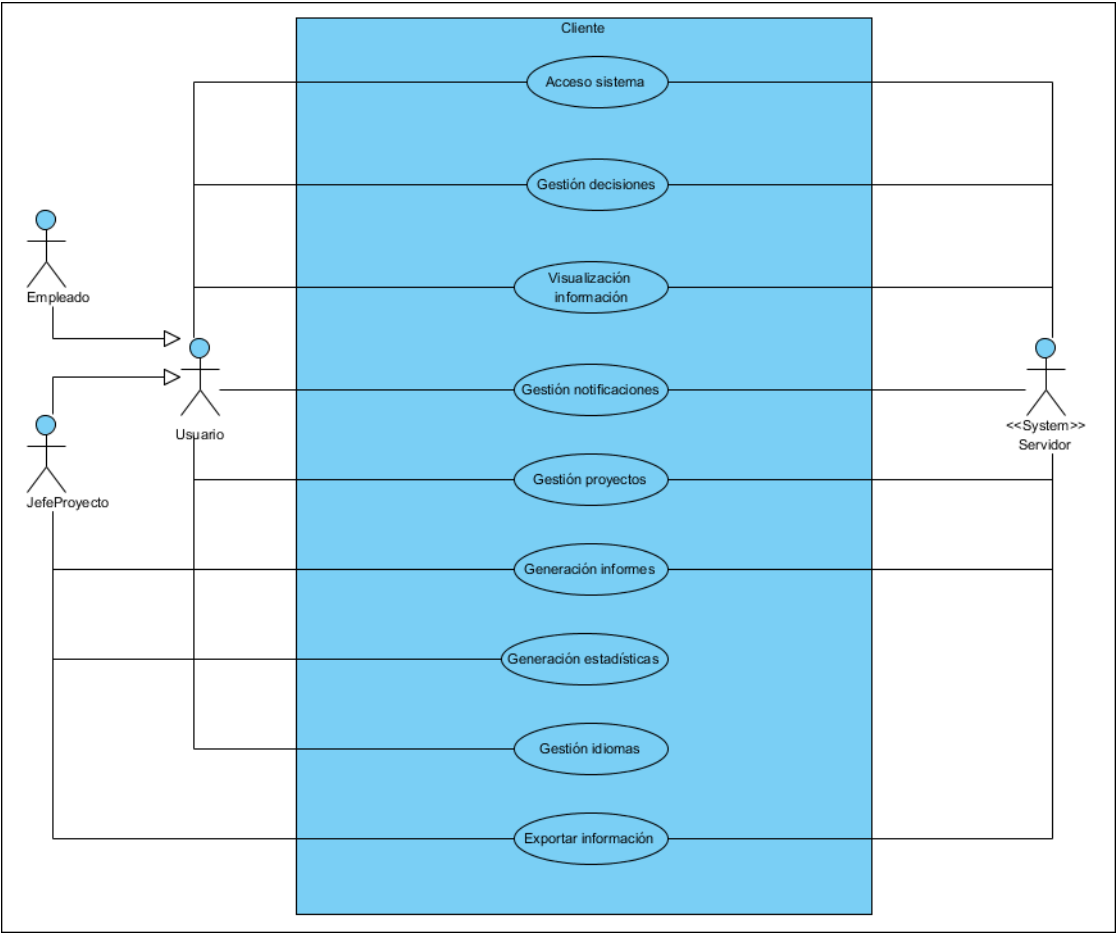 Cliente
Acceso sistema
Gestión decisiones
Visualización
información
Empleado
Gestión notificaciones
Usuario
<<System>>
Servidor
Gestión proyectos
JefeProyecto
Generación informes
Generación estadísticas
Gestión idiomas
Exportar información